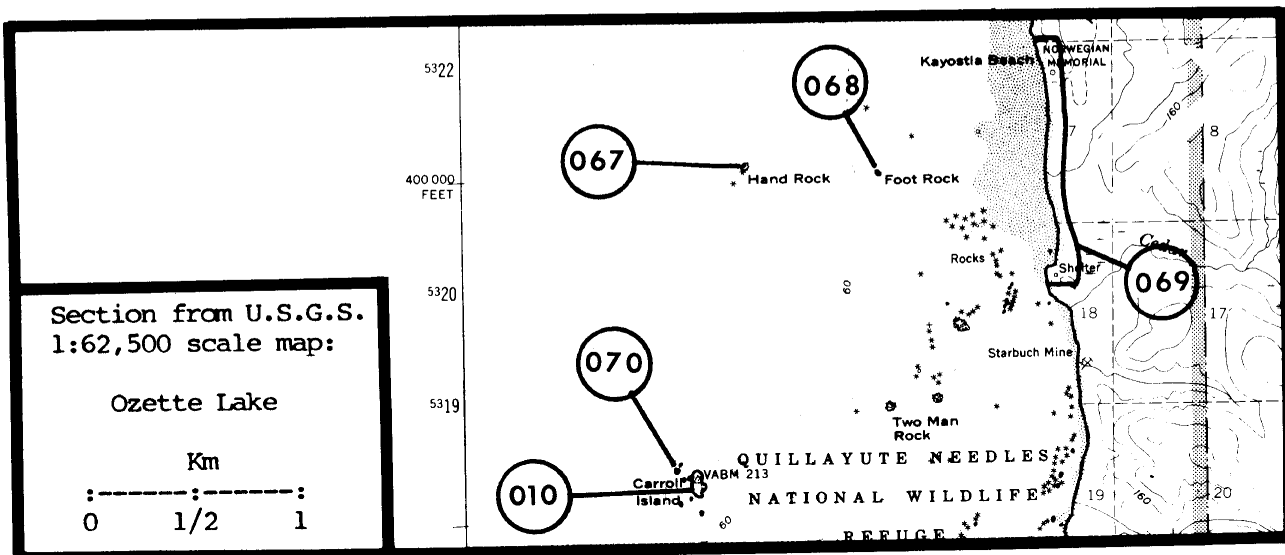 5322
068
Kayostla Beach
NORWEGIAN
MEMORIAL
160
7
8
067
Hand Rock
Foot Rock
400 000
FEET
Rocks
Cedar
Shelter
069
5320
60
18
17
Section from U.S.G.S.
1:62,500 scale map:
Ozette Lake
Km
0 1/2 1
070
Starbuch Mine
5319
Two Man
Rock
QUILLAYUTE NEEDLES
VABM 213
Carroll
Island
010
NATIONAL WILDLIFE
19
160
20
60
REFUGE